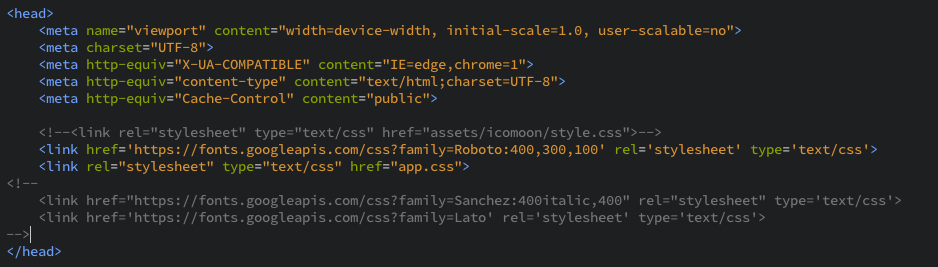 <head>
    <meta name="viewport" content="width=device-width, initial-scale=1.0, user-scalable=no">
    <meta charset="UTF-8">
    <meta http-equiv="X-UA-COMPATIBLE" content="IE=edge,chrome=1">
    <meta http-equiv="content-type" content="text/html;charset=UTF-8">
    <meta http-equiv="Cache-Control" content="public">
    <!--<link rel="stylesheet" type="text/css" href="assets/icomoon/style.css">-->
    <link href='https://fonts.googleapis.com/css?family=Roboto:400,300,100' rel='stylesheet' type='text/css'>
    <link rel="stylesheet" type="text/css" href="app.css">
<!--
    <link href="https://fonts.googleapis.com/css?family=Sanchez:400italic,400" rel="stylesheet" type='text/css'>
    <link href='https://fonts.googleapis.com/css?family=Lato' rel='stylesheet' type='text/css'>
-->
</head>